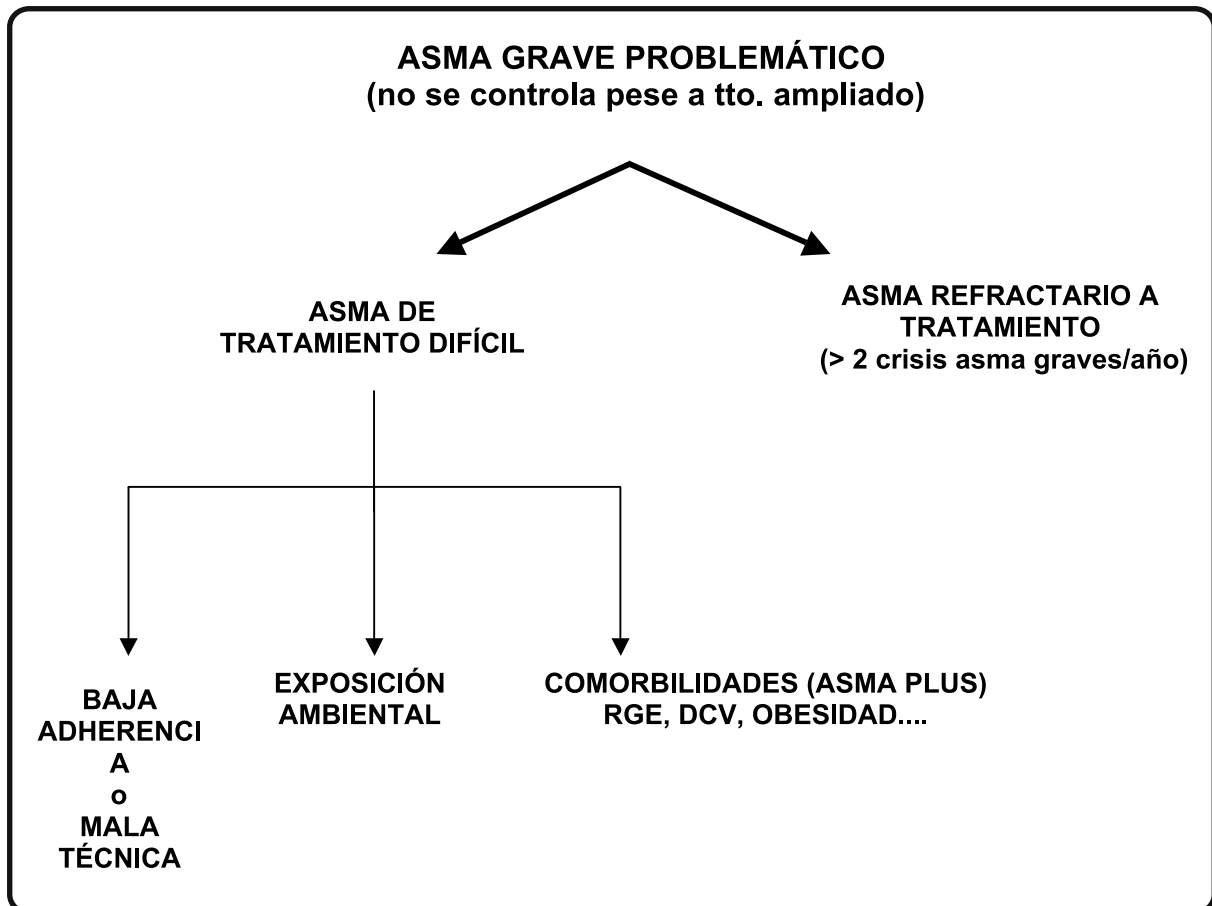 ASMA GRAVE PROBLEMÁTICO
(no se controla pese a tto. ampliado)
ASMA DE
TRATAMIENTO DIFÍCIL
ASMA REFRACTARIO A
TRATAMIENTO
(> 2 crisis asma graves/año)
BAJA
ADHERENCI
A
o
MALA
TÉCNICA
EXPOSICIÓN
AMBIENTAL
COMORBILIDADES (ASMA PLUS)
RGE, DCV, OBESIDAD....